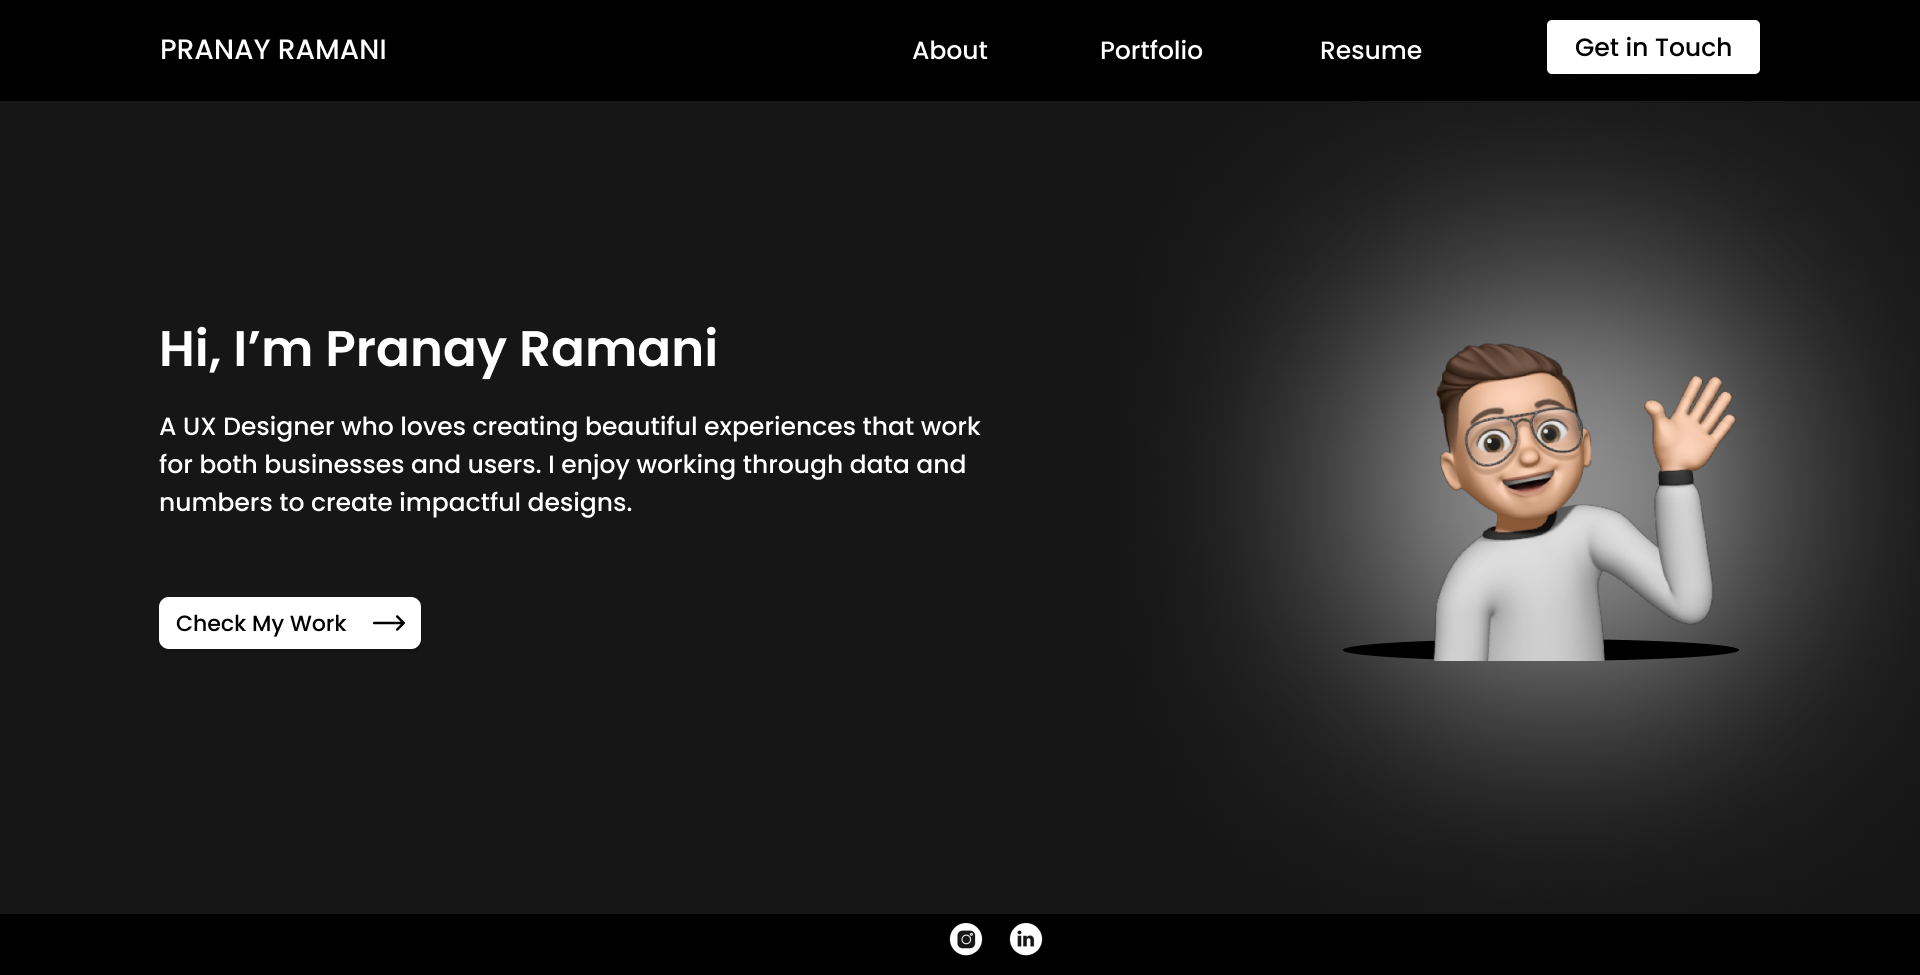 PRANAY RAMANI
About
Portfolio
Resume
Get in Touch
Hi, I’m Pranay Ramani
A UX Designer who loves creating beautiful experiences that work
for both businesses and users. I enjoy working through data and
numbers to create impactful designs.
Check My Work
in